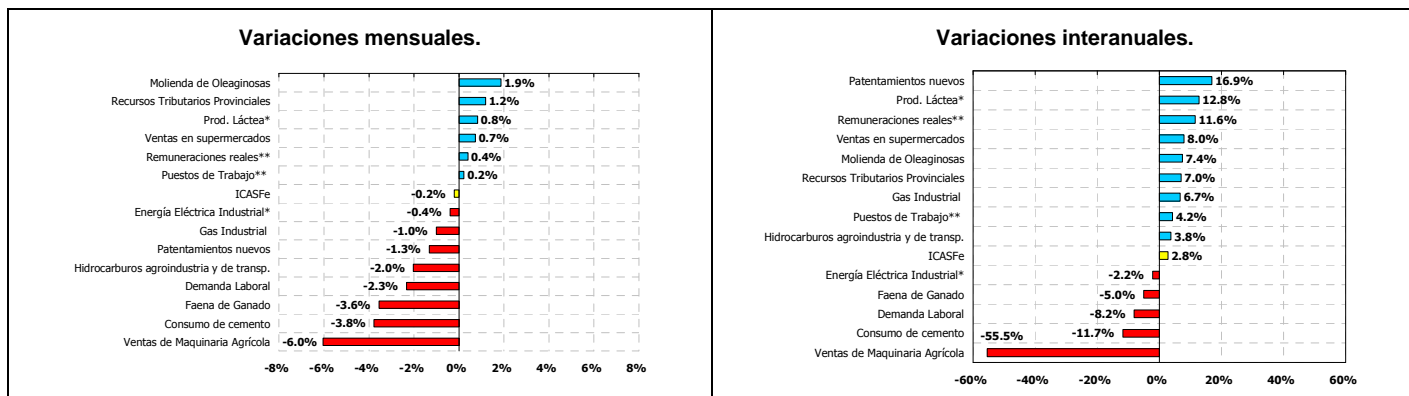 Variaciones mensuales.
Molienda de Oleaginosas 1.9%
Recursos Tributarios Provinciales 1.2%
Prod. Láctea* 0.8%
Ventas en supermercados 0.7%
Remuneraciones reales** 0.4%
Puestos de Trabajo** 0.2%
ICASFe -0.2%
Energía Eléctrica Industrial* -0.4%
Gas Industrial -1.0%
Patentamientos nuevos -1.3%
Hidrocarburos agroindustria y de transp. -2.0%
Demanda Laboral -2.3%
Faena de Ganado -3.6%
Consumo de cemento -3.8%
Ventas de Maquinaria Agrícola -6.0%
-8% -6% -4% -2% 0% 2% 4% 6% 8%
Variaciones interanuales.
Patentamientos nuevos 16.9%
Prod. Láctea* 12.8%
Remuneraciones reales** 11.6%
Ventas en supermercados 8.0%
Molienda de Oleaginosas 7.4%
Recursos Tributarios Provinciales 7.0%
Gas Industrial 6.7%
Puestos de Trabajo** 4.2%
Hidrocarburos agroindustria y de transp. 3.8%
ICASFe 2.8%
Energía Eléctrica Industrial* -2.2%
Faena de Ganado -5.0%
Demanda Laboral -8.2%
Consumo de cemento -11.7%
Ventas de Maquinaria Agrícola -55.5%
-60% -40% -20% 0% 20% 40% 60%